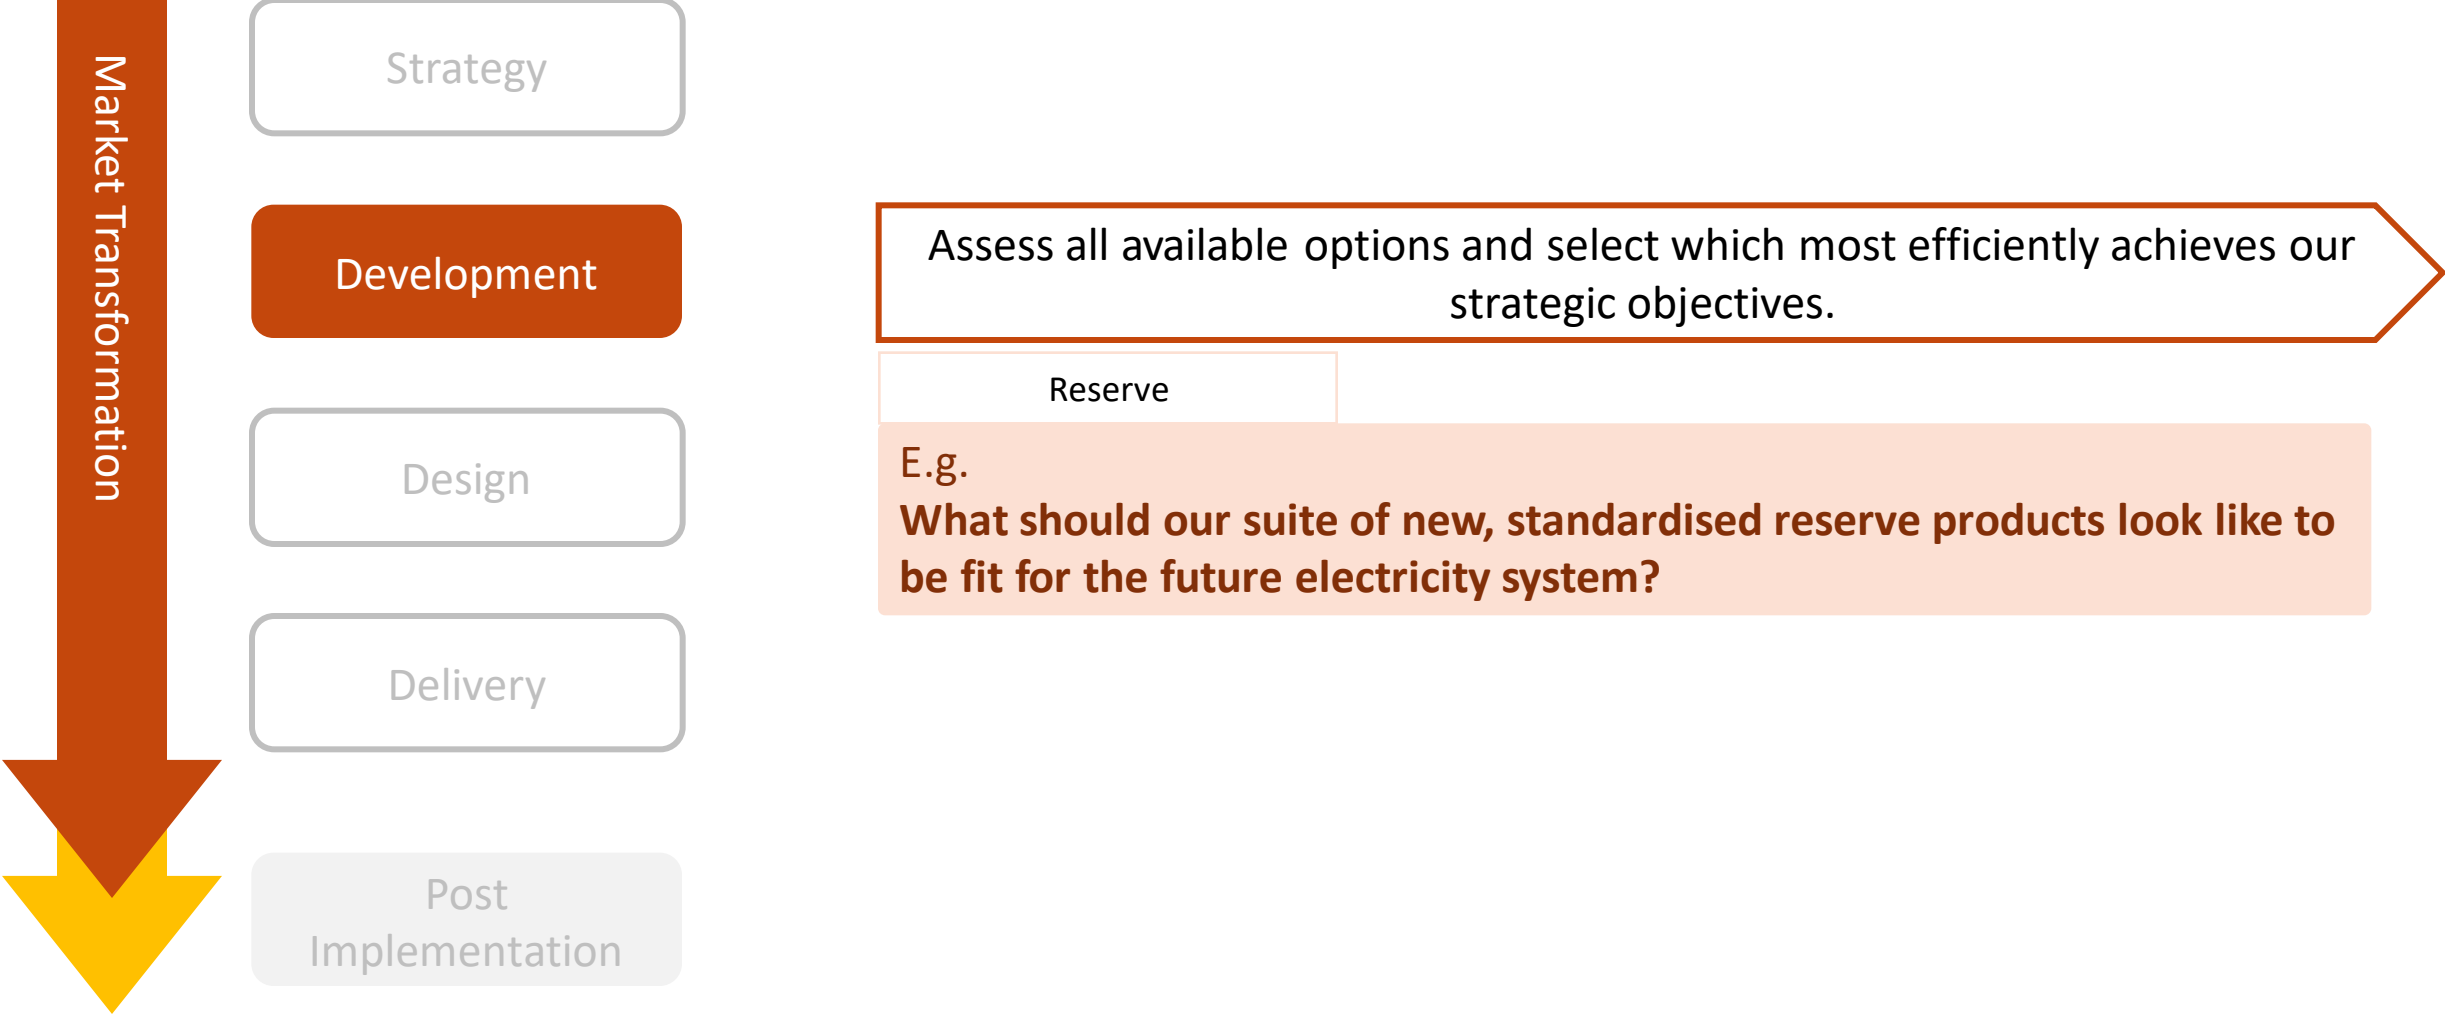 Market Transformation
Strategy
Development
Assess all available options and select which most efficiently achieves our
strategic objectives.
Reserve
E.g.
What should our suite of new, standardised reserve products look like to
be fit for the future electricity system?
Design
Delivery
Post
Implementation